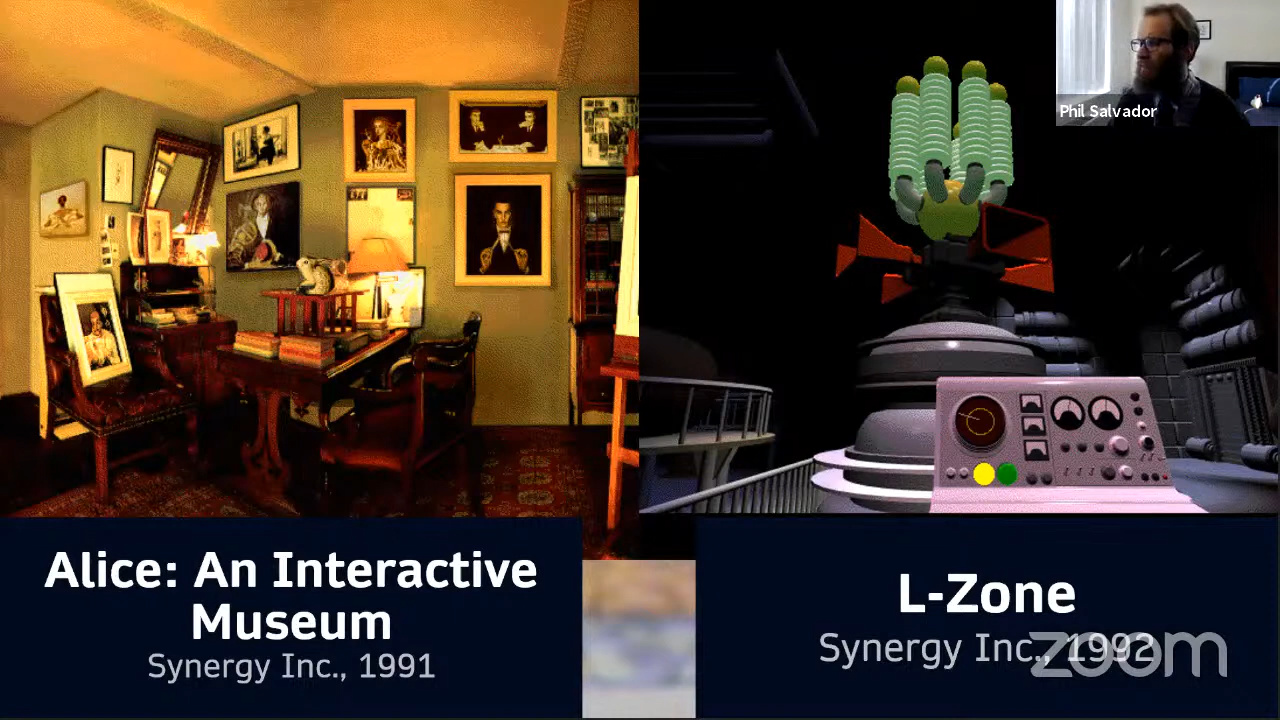 Phil Salvador
Alice: An Interactive
Museum
Synergy Inc., 1991
L-Zone
Synergy Inc., 1992
zoom